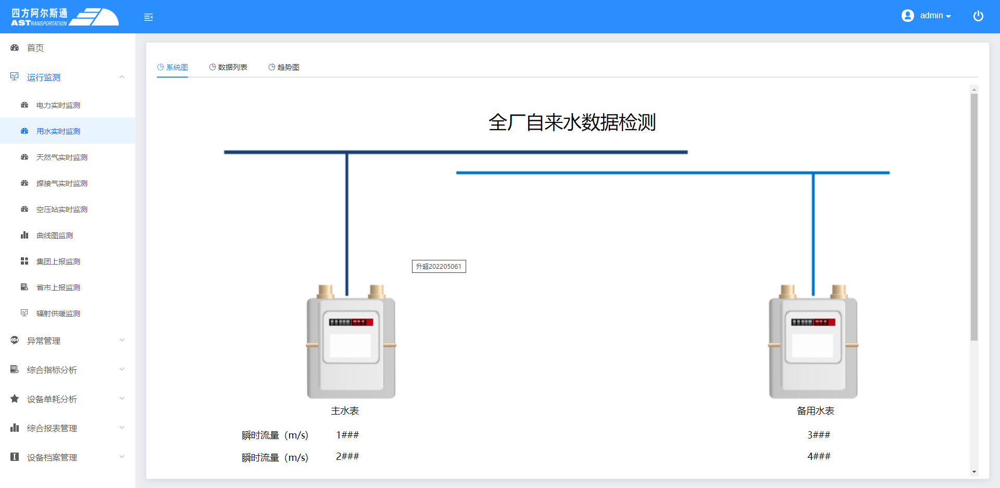 四方阿尔斯通
ASTRANSPORTATION
admin
首页
运行监测
电力实时监测
用水实时监测
天然气实时监测
焊接气实时监测
空压站实时监测
曲线图监测
集团上报监测
省市上报监测
辐射供暖监测
异常管理
综合指标分析
设备单耗分析
综合报表管理
设备档案管理
系统图 数据列表 趋势图
全厂自来水数据检测
升超202205061
主水表 备用水表
瞬时流量（m/s) 1### 3###
瞬时流量（m/s) 2### 4###